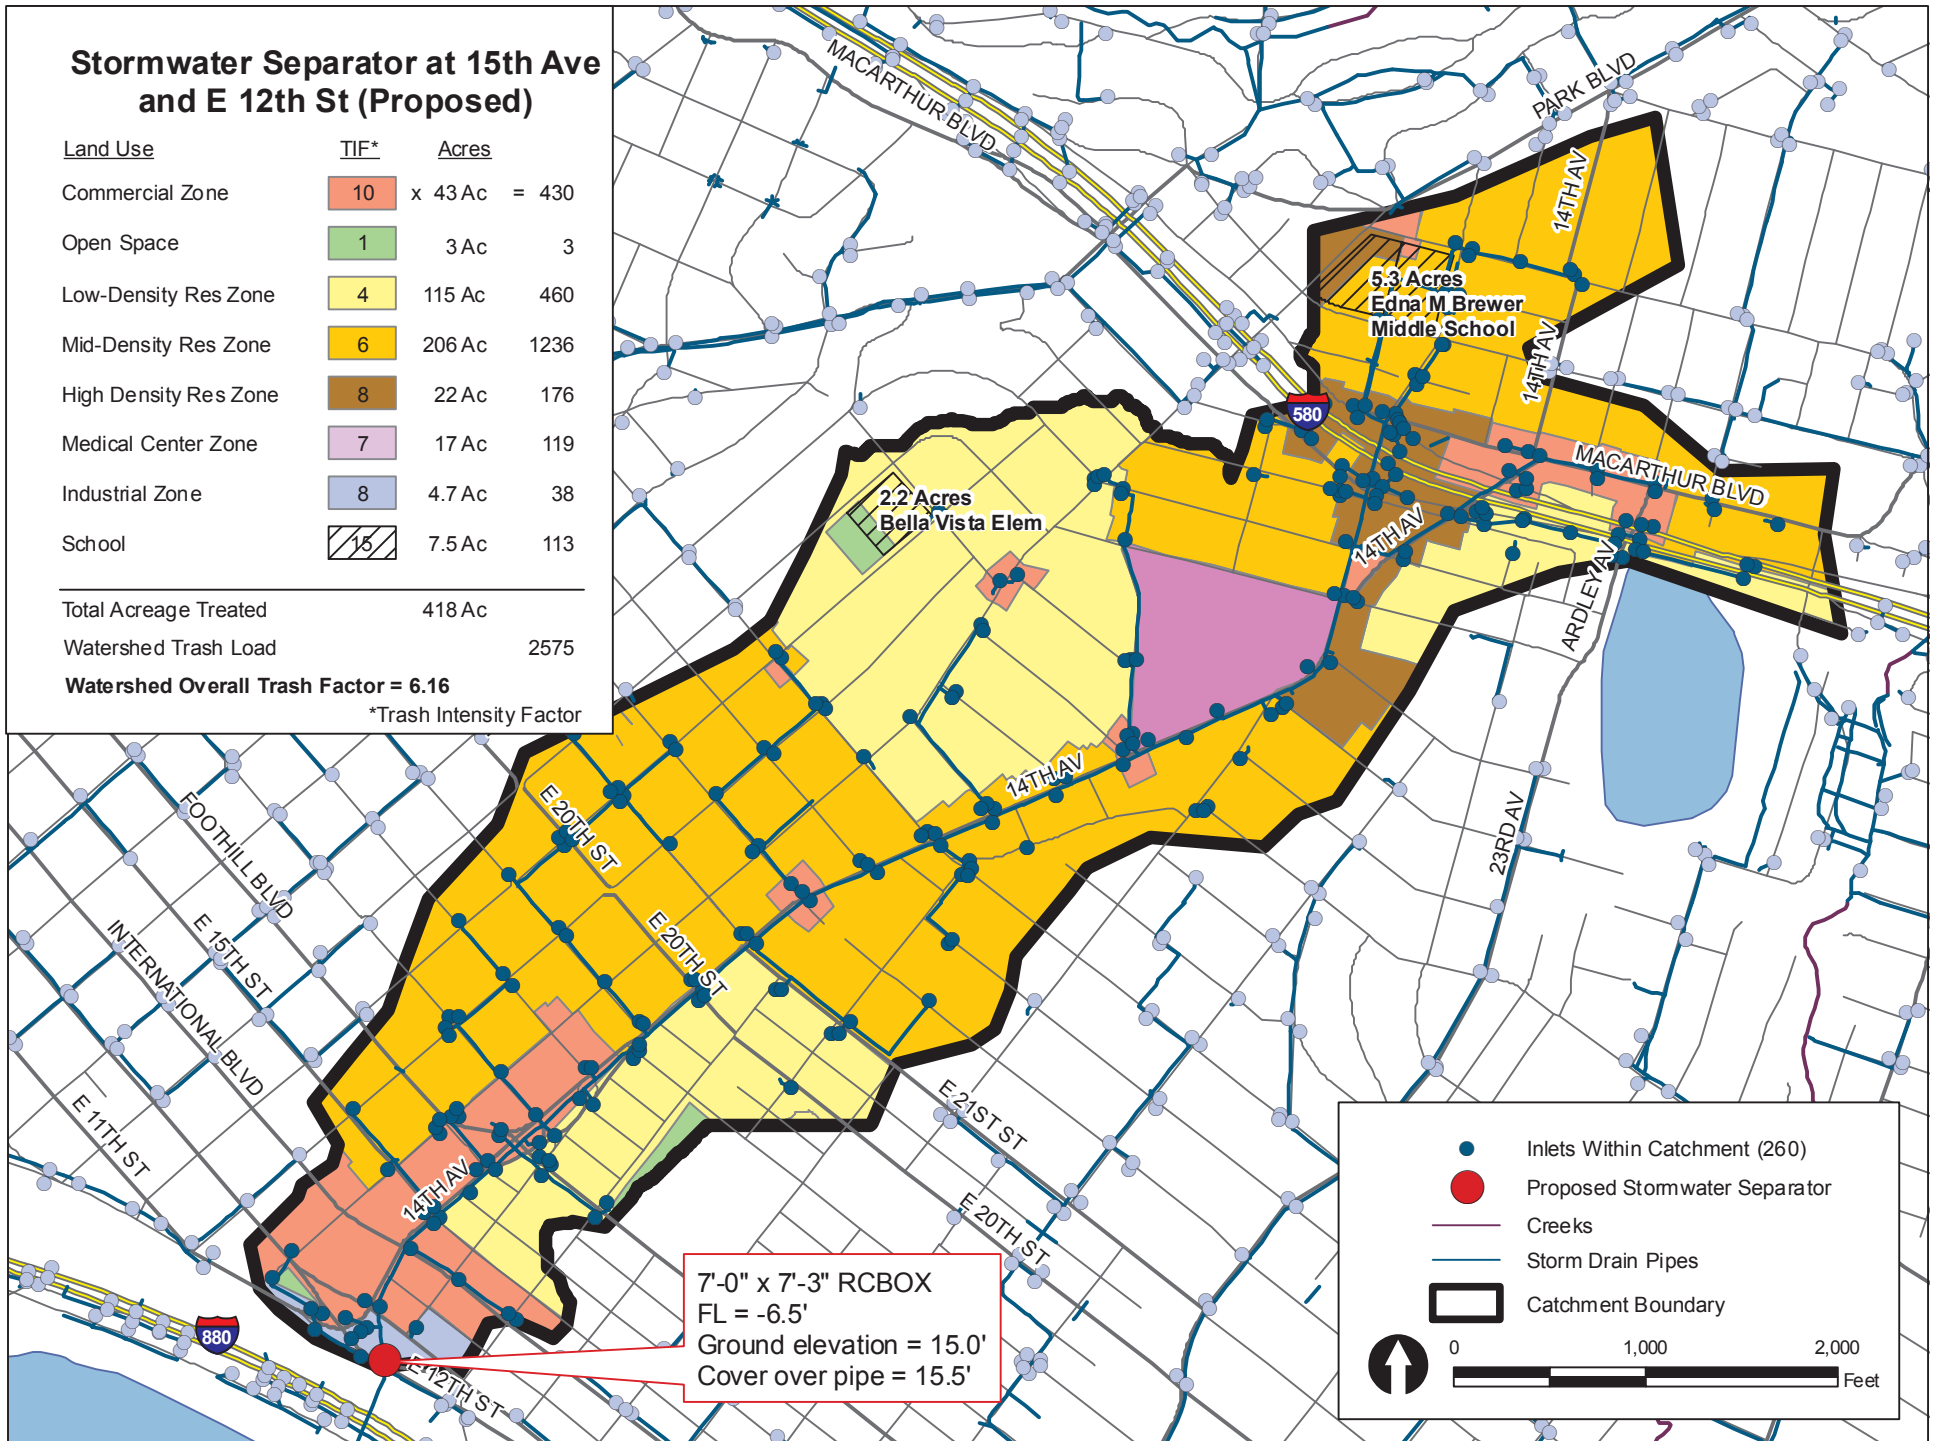 Stormwater Separator at 15th Ave
and E 12th St (Proposed)
Land Use TIF* Acres
Commercial Zone 10 x 43 Ac = 430
Open Space 1 3 Ac 3
Low-Density Res Zone 4 115 Ac 460
Mid-Density Res Zone 6 206 Ac 1236
High Density Res Zone 8 22 Ac 176
Medical Center Zone 7 17 Ac 119
Industrial Zone 8 4.7 Ac 38
School 15 7.5 Ac 113
Total Acreage Treated 418 Ac
Watershed Trash Load 2575
Watershed Overall Trash Factor = 6.16
*Trash Intensity Factor
MACARTHUR BLVD
PARK BLVD
14TH AV
5.3 Acres
Edna M Brewer
Middle School
14TH AV
580
MACARTHUR BLVD
2.2 Acres
Bella Vista Elem
14TH AV
ARDLEY AV
14TH AV
23RD AV
E 20TH ST
FOOTHILL BLVD
E 15TH ST
INTERNATIONAL BLVD
E 11TH ST
E 20TH ST
E 21ST ST
E 20TH ST
14TH AV
880
E 12TH ST
7'-0" x 7'-3" RCBOX
FL = -6.5'
Ground elevation = 15.0'
Cover over pipe = 15.5'
Inlets Within Catchment (260)
Proposed Stormwater Separator
Creeks
Storm Drain Pipes
Catchment Boundary
0 1,000 2,000
Feet